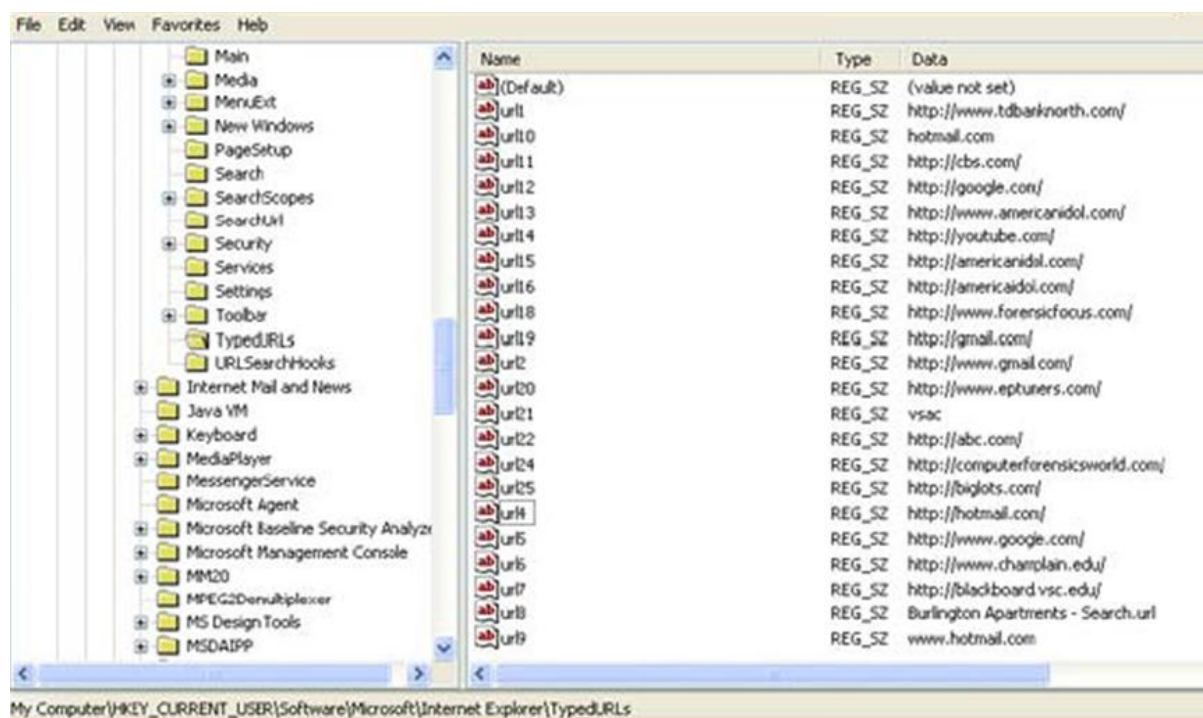 File Edit View Favorites Help
Main
Media
MenuExt
New Windows
PageSetup
Search
SearchScopes
SearchUrl
Security
Services
Settings
Toolbar
TypedURLs
URLSearchHooks
Internet Mail and News
Java VM
Keyboard
MediaPlayer
MessengerService
Microsoft Agent
Microsoft Baseline Security Analyze
Microsoft Management Console
MM20
MPEG2Demultiplexer
MS Design Tools
MSDAIPP
Name Type Data
(Default) REG_SZ (value not set)
url1 REG_SZ http://www.tdbanknorth.com/
url10 REG_SZ hotmail.com
url11 REG_SZ http://cbs.com/
url12 REG_SZ http://google.com/
url13 REG_SZ http://www.americanidol.com/
url14 REG_SZ http://youtube.com/
url15 REG_SZ http://americanidol.com/
url16 REG_SZ http://americaidol.com/
url18 REG_SZ http://www.forensicfocus.com/
url19 REG_SZ http://gmail.com/
url2 REG_SZ http://www.gmail.com/
url20 REG_SZ http://www.eptuners.com/
url21 REG_SZ vsac
url22 REG_SZ http://abc.com/
url24 REG_SZ http://computerforensicsworld.com/
url25 REG_SZ http://biglots.com/
url4 REG_SZ http://hotmail.com/
url5 REG_SZ http://www.google.com/
url6 REG_SZ http://www.champlain.edu/
url7 REG_SZ http://blackboard.vsc.edu/
url8 REG_SZ Burlington Apartments - Search.url
url9 REG_SZ www.hotmail.com
My Computer\HKEY_CURRENT_USER\Software\Microsoft\Internet Explorer\TypedURLs